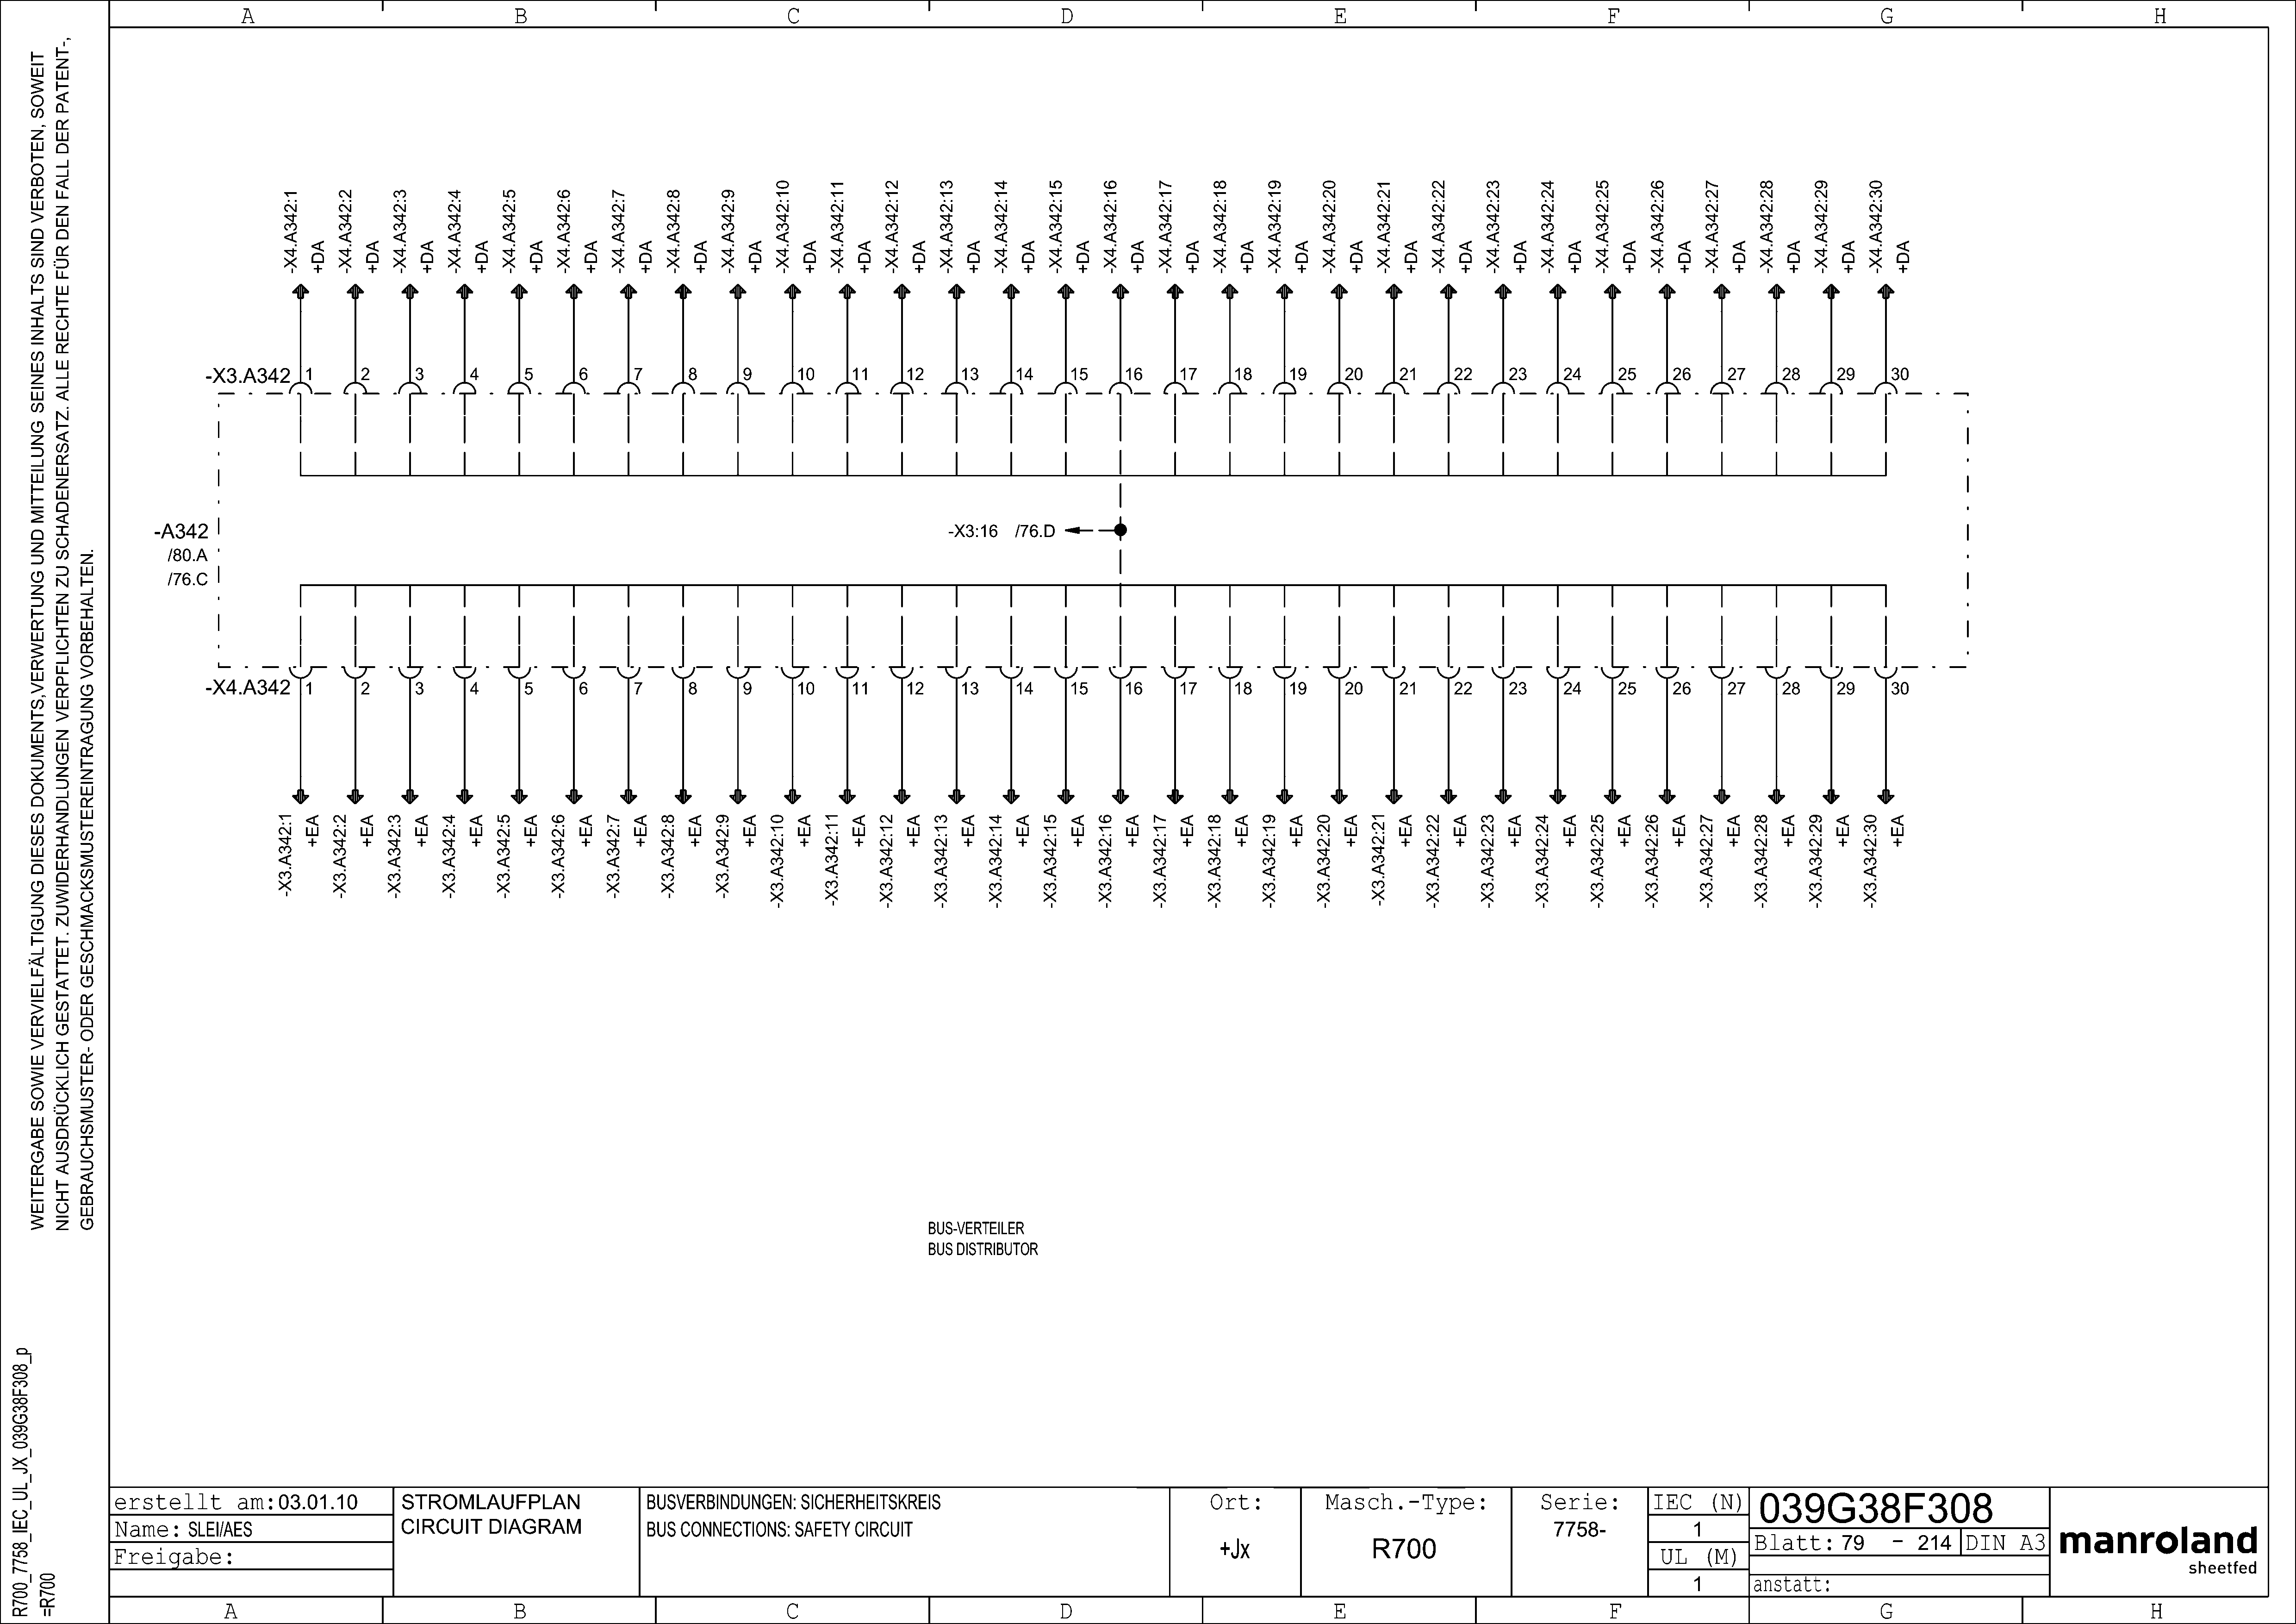 A B C D E F G H
WEITERGABE SOWIE VERVIELFÄLTIGUNG DIESES DOKUMENTS,VERWERTUNG UND MITTEILUNG SEINES INHALTS SIND VERBOTEN, SOWEIT
NICHT AUSDRÜCKLICH GESTATTET. ZUWIDERHANDLUNGEN VERPFLICHTEN ZU SCHADENERSATZ. ALLE RECHTE FÜR DEN FALL DER PATENT-,
GEBRAUCHSMUSTER- ODER GESCHMACKSMUSTEREINTRAGUNG VORBEHALTEN.
R700_7758_IEC_UL_JX_039G38F308_p
=R700
-X4.A342:1 -X4.A342:2 -X4.A342:3 -X4.A342:4 -X4.A342:5 -X4.A342:6 -X4.A342:7 -X4.A342:8 -X4.A342:9 -X4.A342:10 -X4.A342:11 -X4.A342:12 -X4.A342:13 -X4.A342:14 -X4.A342:15 -X4.A342:16 -X4.A342:17 -X4.A342:18 -X4.A342:19 -X4.A342:20 -X4.A342:21 -X4.A342:22 -X4.A342:23 -X4.A342:24 -X4.A342:25 -X4.A342:26 -X4.A342:27 -X4.A342:28 -X4.A342:29 -X4.A342:30
+DA +DA +DA +DA +DA +DA +DA +DA +DA +DA +DA +DA +DA +DA +DA +DA +DA +DA +DA +DA +DA +DA +DA +DA +DA +DA +DA +DA +DA +DA
-X3.A342 1 2 3 4 5 6 7 8 9 10 11 12 13 14 15 16 17 18 19 20 21 22 23 24 25 26 27 28 29 30
-A342 -X3:16 /76.D
/80.A
/76.C
-X4.A342 1 2 3 4 5 6 7 8 9 10 11 12 13 14 15 16 17 18 19 20 21 22 23 24 25 26 27 28 29 30
-X3.A342:1 -X3.A342:2 -X3.A342:3 -X3.A342:4 -X3.A342:5 -X3.A342:6 -X3.A342:7 -X3.A342:8 -X3.A342:9 -X3.A342:10 -X3.A342:11 -X3.A342:12 -X3.A342:13 -X3.A342:14 -X3.A342:15 -X3.A342:16 -X3.A342:17 -X3.A342:18 -X3.A342:19 -X3.A342:20 -X3.A342:21 -X3.A342:22 -X3.A342:23 -X3.A342:24 -X3.A342:25 -X3.A342:26 -X3.A342:27 -X3.A342:28 -X3.A342:29 -X3.A342:30
+EA +EA +EA +EA +EA +EA +EA +EA +EA +EA +EA +EA +EA +EA +EA +EA +EA +EA +EA +EA +EA +EA +EA +EA +EA +EA +EA +EA +EA +EA
BUS-VERTEILER
BUS DISTRIBUTOR
erstellt am: 03.01.10
Name: SLEI/AES
Freigabe:
STROMLAUFPLAN
CIRCUIT DIAGRAM
BUSVERBINDUNGEN: SICHERHEITSKREIS
BUS CONNECTIONS: SAFETY CIRCUIT
Ort:
+Jx
Masch.-Type:
R700
Serie:
7758-
IEC (N)
1
UL (M)
1
039G38F308
Blatt: 79 - 214 DIN A3
anstatt:
manroland
sheetfed
A B C D E F G H